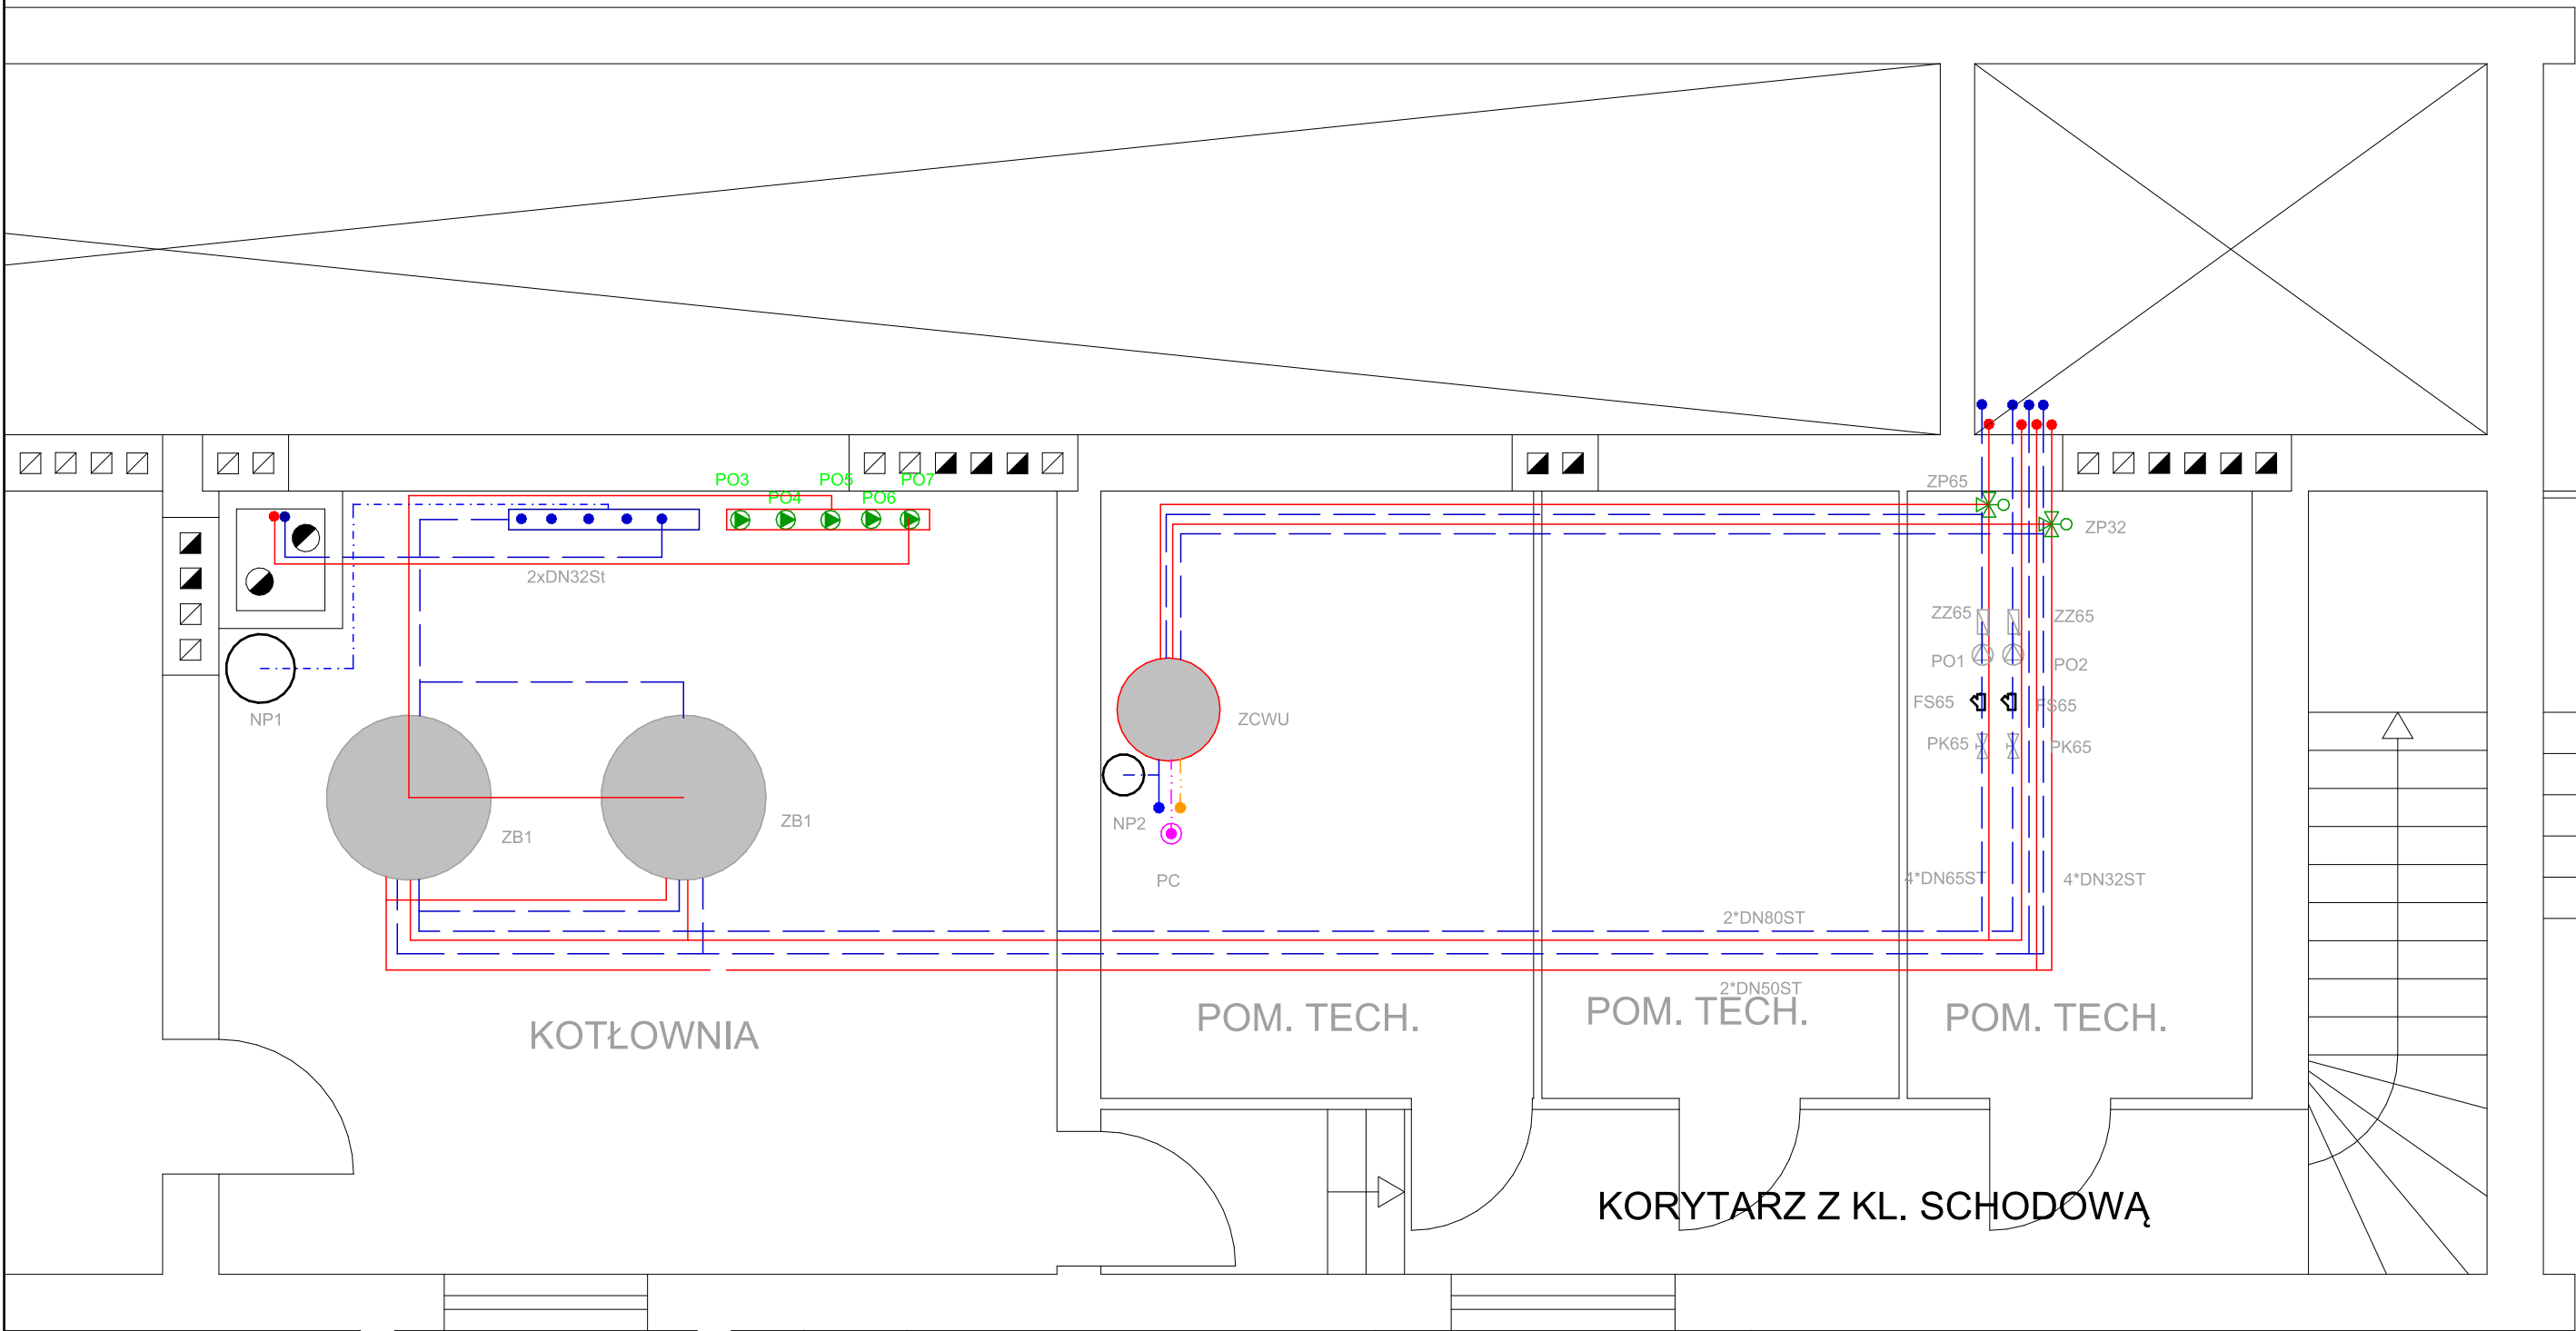 PO3
PO4
PO5
PO6
PO7
ZP65
ZP32
2xDN32St
ZZ65
ZZ65
PO1
PO2
FS65
FS65
NP1
ZCWU
PK65
PK65
ZB1
ZB1
NP2
PC
4*DN65ST
4*DN32ST
2*DN80ST
2*DN50ST
KOTŁOWNIA
POM. TECH.
POM. TECH.
POM. TECH.
KORYTARZ Z KL. SCHODOWĄ